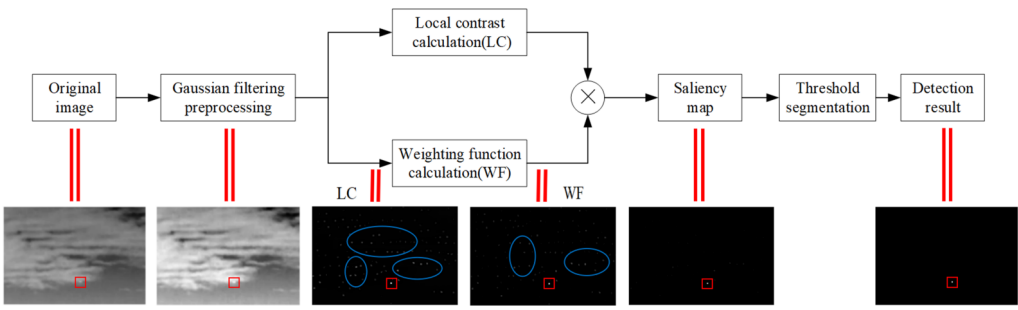 Local contrast
calculation(LC)
Original
image
Gaussian filtering
preprocessing
Saliency
map
Threshold
segmentation
Detection
result
Weighting function
calculation(WF)
LC
WF